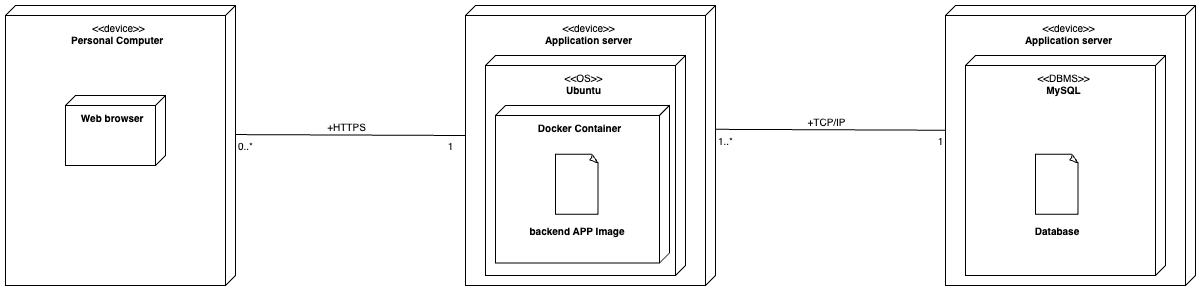 <<device>>
Personal Computer
Web browser
+HTTPS
0..*
1
<<device>>
Application server
<<OS>>
Ubuntu
Docker Container
backend APP Image
+TCP/IP
1..*
1
<<device>>
Application server
<<DBMS>
MySQL
Database